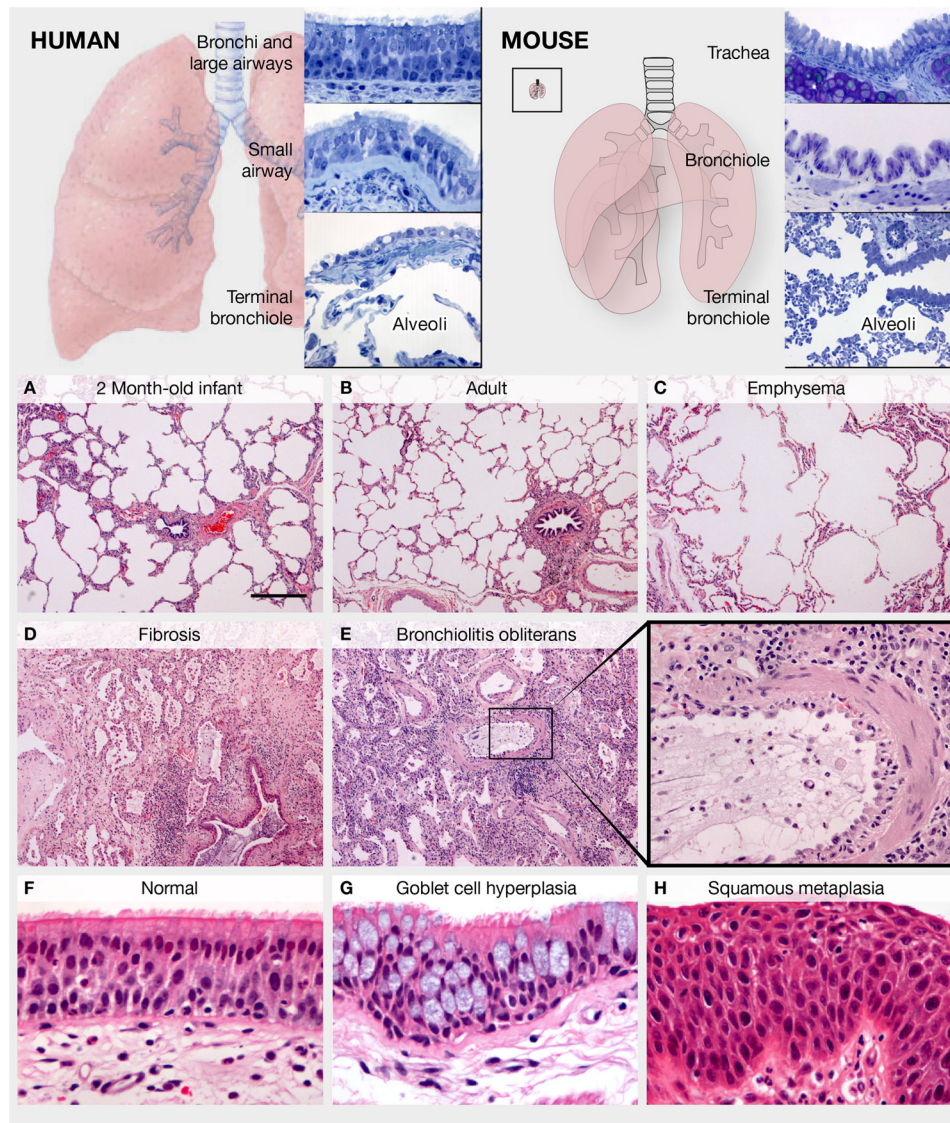 HUMAN
Bronchi and
large airways
Small
airway
Terminal
bronchiole
Alveoli
MOUSE
Trachea
Bronchiole
Terminal
bronchiole
Alveoli
A 2 Month-old infant
B Adult
C Emphysema
D Fibrosis
E Bronchiolitis obliterans
F Normal
G Goblet cell hyperplasia
H Squamous metaplasia